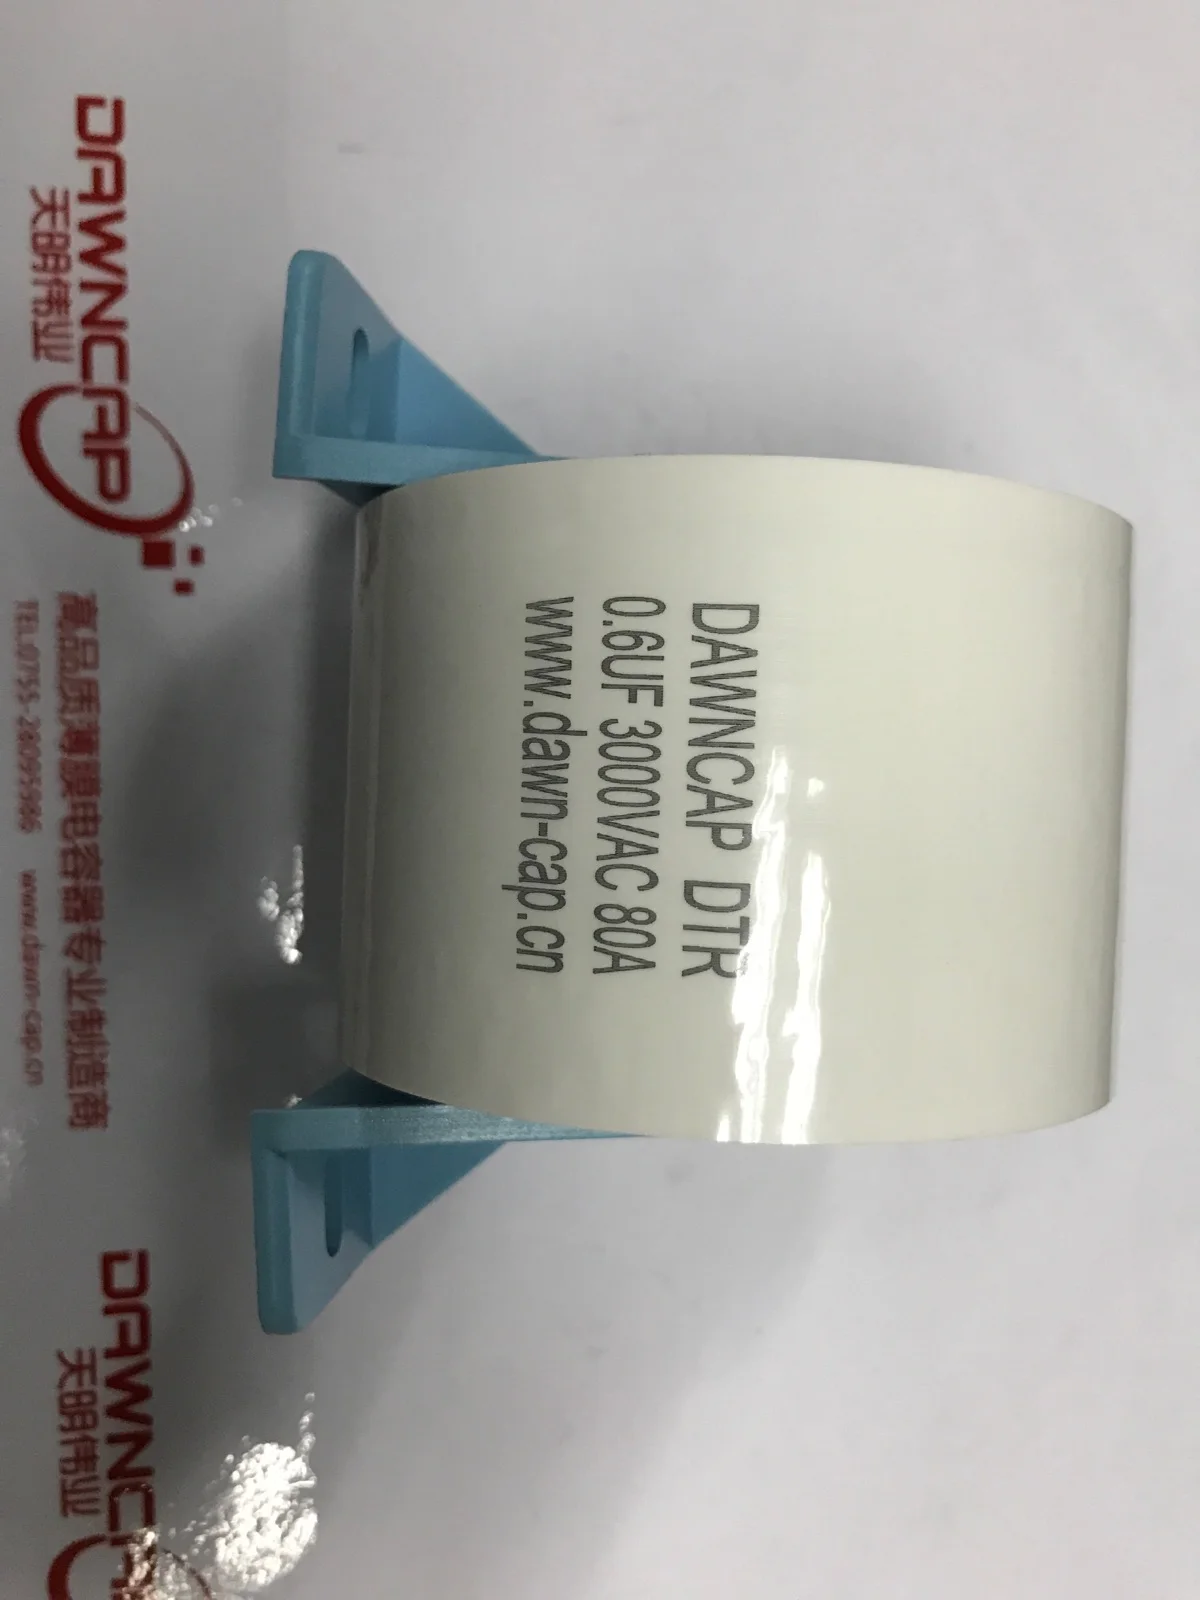 DAWNCAP DTR
0.6UF 3000VAC 80A
www.dawn-cap.cn
DAWNCAP
天明伟业
高品质薄膜电容器专业制造商
TEL:0755-28095986 www.dawn-cap.cn
DAWNCAP
天明伟业